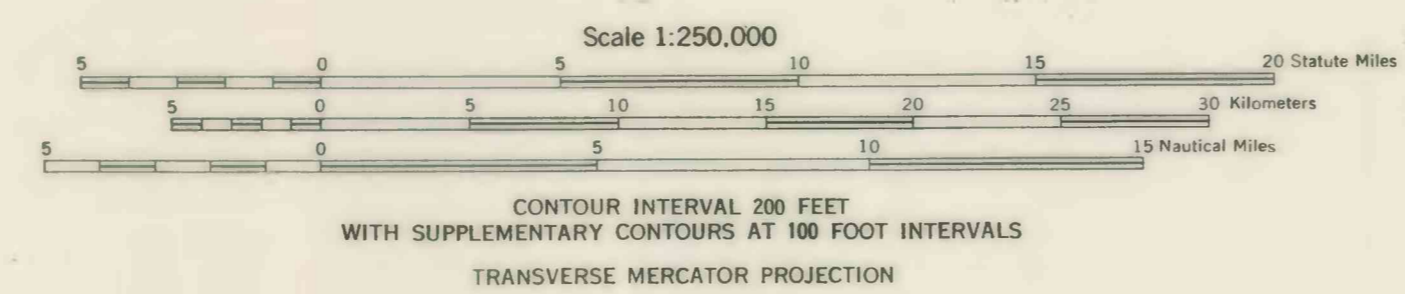 Scale 1:250,000
5 0 5 10 15 20 Statute Miles
5 0 5 10 15 20 25 30 Kilometers
5 0 5 10 15 Nautical Miles
CONTOUR INTERVAL 200 FEET
WITH SUPPLEMENTARY CONTOURS AT 100 FOOT INTERVALS
TRANSVERSE MERCATOR PROJECTION